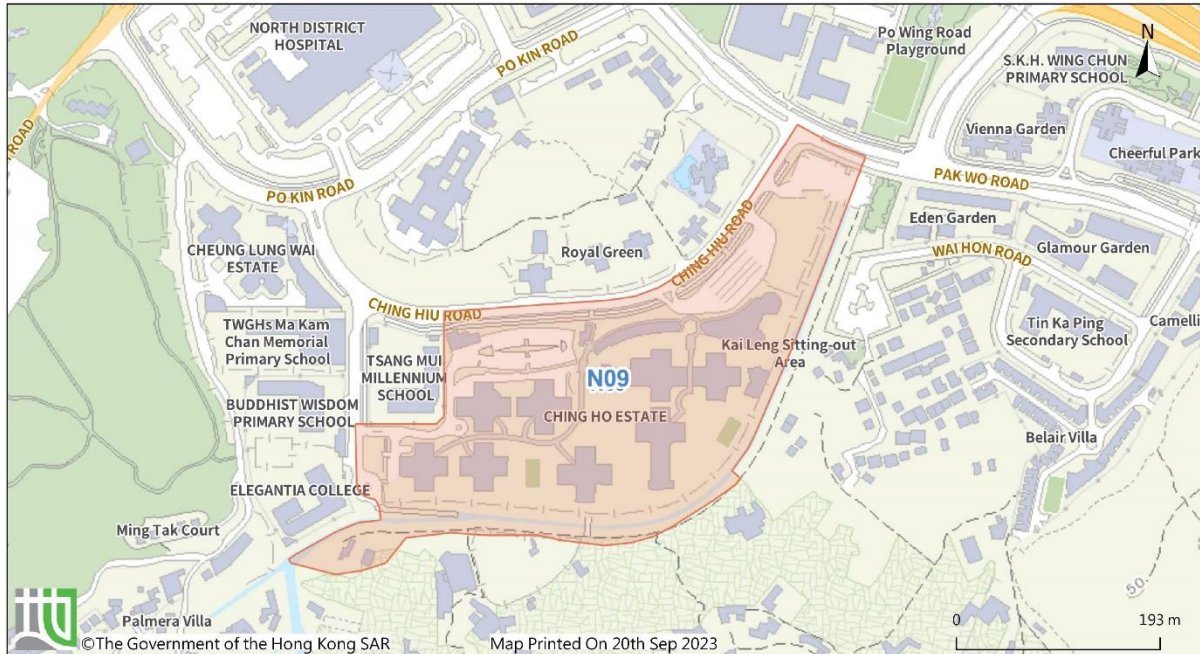 NORTH DISTRICT
HOSPITAL
PO KIN ROAD
Po Wing Road
Playground
N
S.K.H. WING CHUN
PRIMARY SCHOOL
Vienna Garden
Cheerful Park
ROAD
PO KIN ROAD
PAK WO ROAD
Eden Garden
WAI HON ROAD
Glamour Garden
CHEUNG LUNG WAI
ESTATE
Royal Green
CHING HIU ROAD
CHING HIU ROAD
TWGHs Ma Kam
Chan Memorial
Primary School
TSANG MUI
MILLENNIUM
SCHOOL
Kai Leng Sitting-out
Area
Tin Ka Ping
Secondary School
Camelli
N09
BUDDHIST WISDOM
PRIMARY SCHOOL
CHING HO ESTATE
Belair Villa
ELEGANTIA COLLEGE
Ming Tak Court
50
Palmera Villa
0
193 m
©The Government of the Hong Kong SAR
Map Printed On 20th Sep 2023